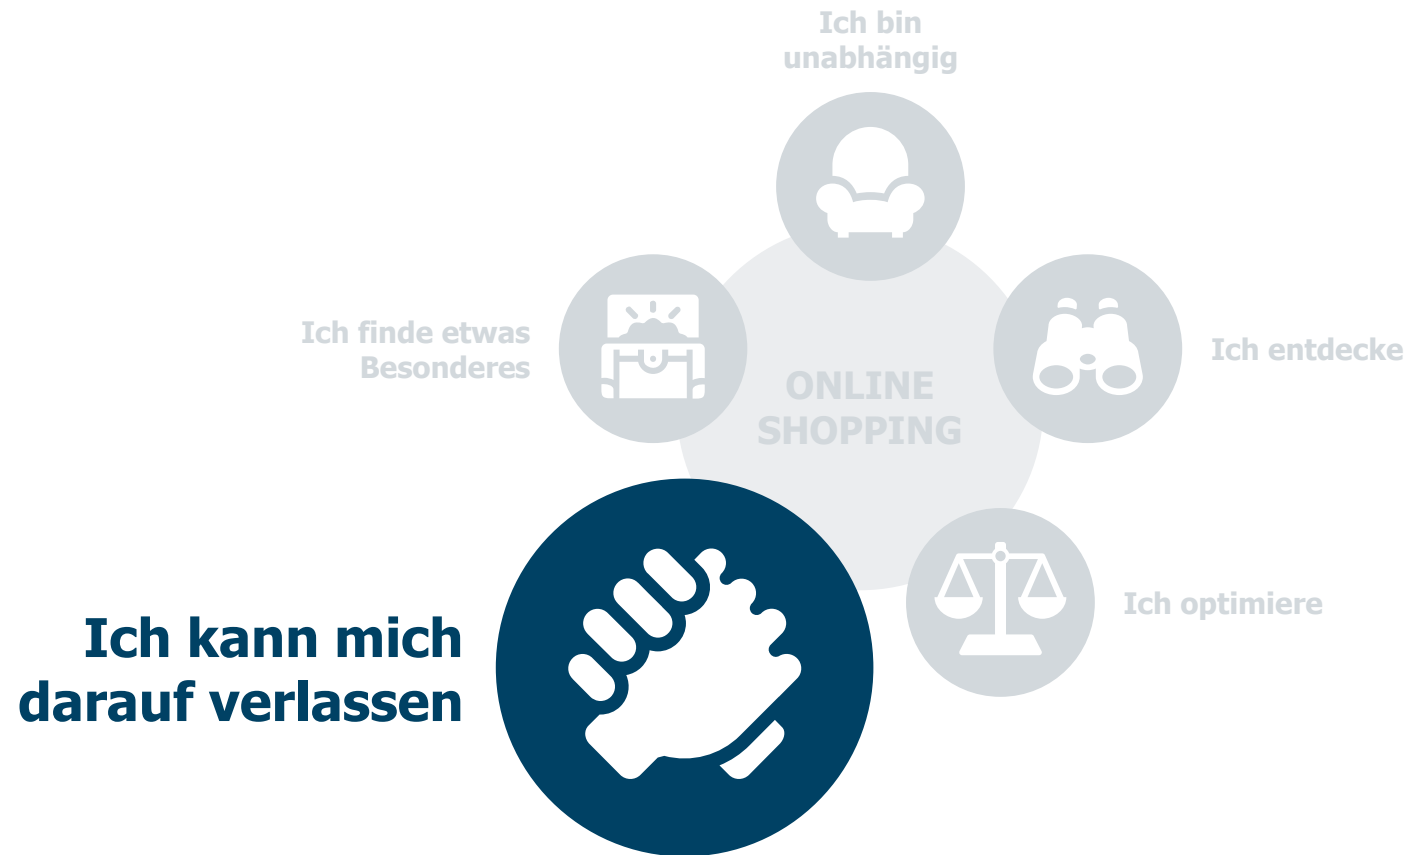 Ich bin
unabhängig
Ich finde etwas
Besonderes
Ich entdecke
ONLINE
SHOPPING
Ich optimiere
Ich kann mich
darauf verlassen